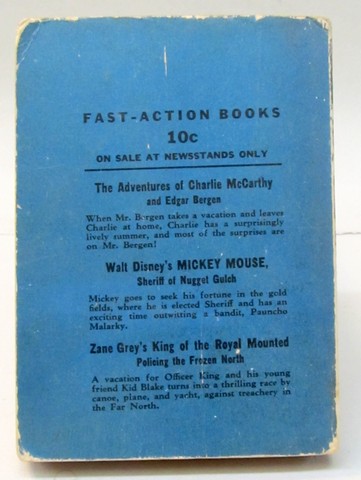 FAST-ACTION BOOKS
10c
ON SALE AT NEWSSTANDS ONLY
The Adventures of Charlie McCarthy
and Edgar Bergen
When Mr. Bergen takes a vacation and leaves
Charlie at home, Charlie has a surprisingly
lively summer, and most of the surprises are
on Mr. Bergen!
Walt Disney's MICKEY MOUSE,
Sheriff of Nugget Gulch
Mickey goes to seek his fortune in the gold
fields, where he is elected Sheriff and has an
exciting time outwitting a bandit, Pauncho
Malarky.
Zane Grey's King of the Royal Mounted
Policing the Frozen North
A vacation for Officer King and his young
friend Kid Blake turns into a thrilling race by
canoe, plane, and yacht, against treachery in
the Far North.